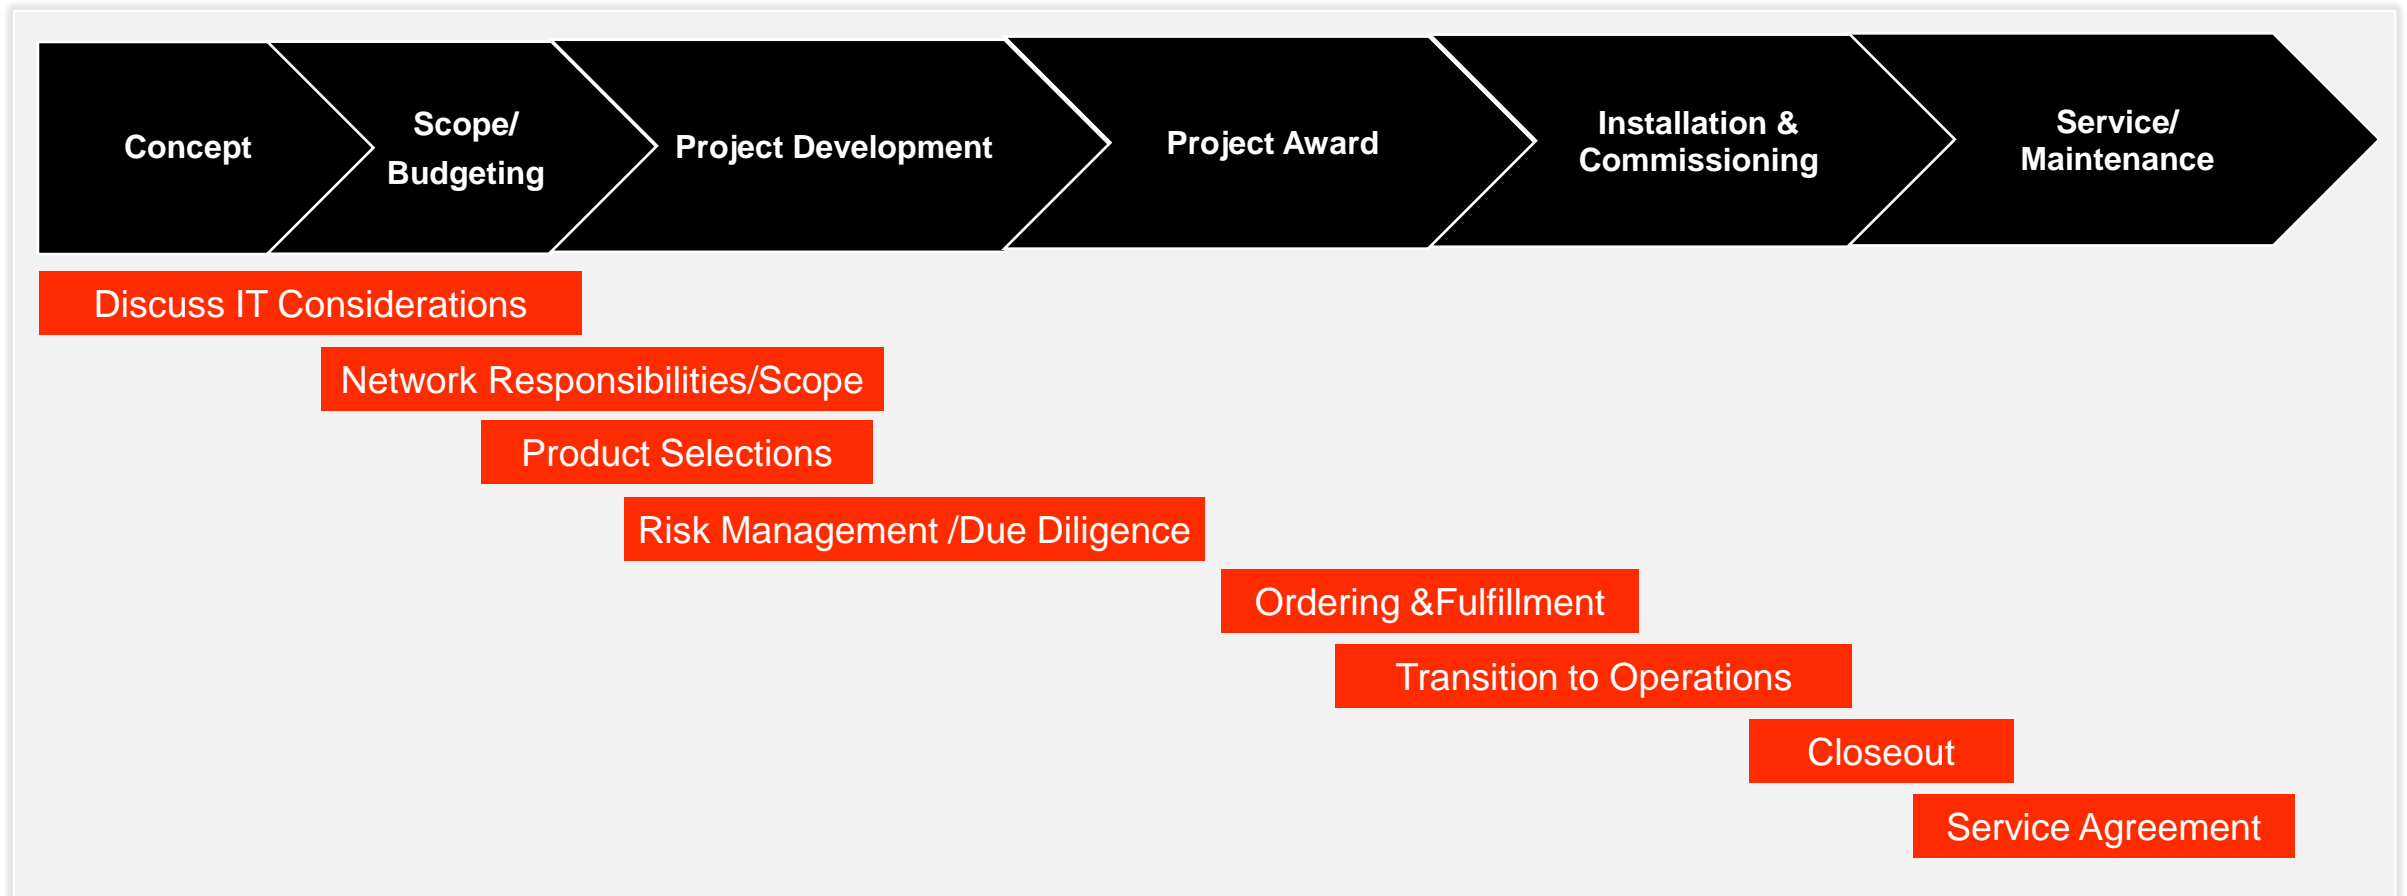 Concept
Scope/
Budgeting
Project Development
Project Award
Installation &
Commissioning
Service/
Maintenance
Discuss IT Considerations
Network Responsibilities/Scope
Product Selections
Risk Management /Due Diligence
Ordering &Fulfillment
Transition to Operations
Closeout
Service Agreement